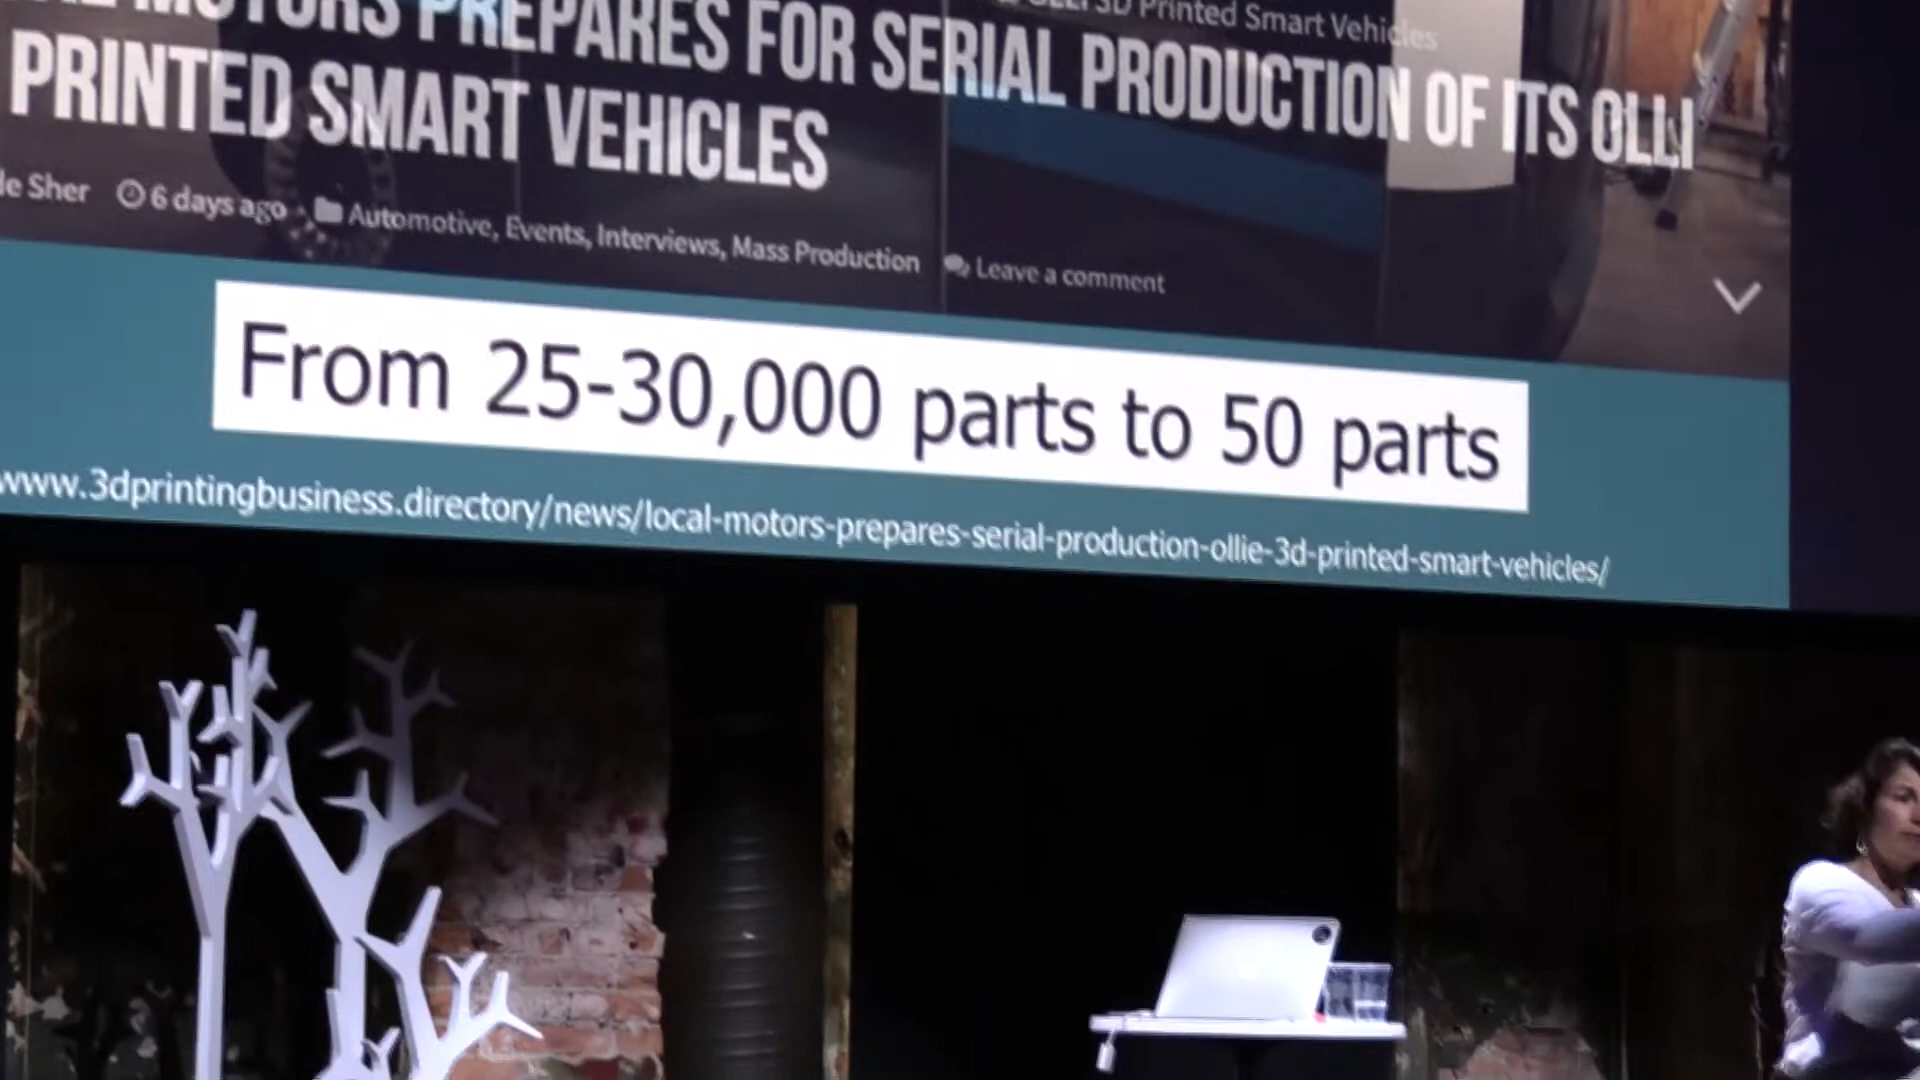 3D Printed Smart Vehicles
MOTORS PREPARES FOR SERIAL PRODUCTION OF ITS OLLI
PRINTED SMART VEHICLES
Sher 6 days ago Automotive, Events, Interviews, Mass Production Leave a comment
From 25-30,000 parts to 50 parts
www.3dprintingbusiness.directory/news/local-motors-prepares-serial-production-ollie-3d-printed-smart-vehicles/